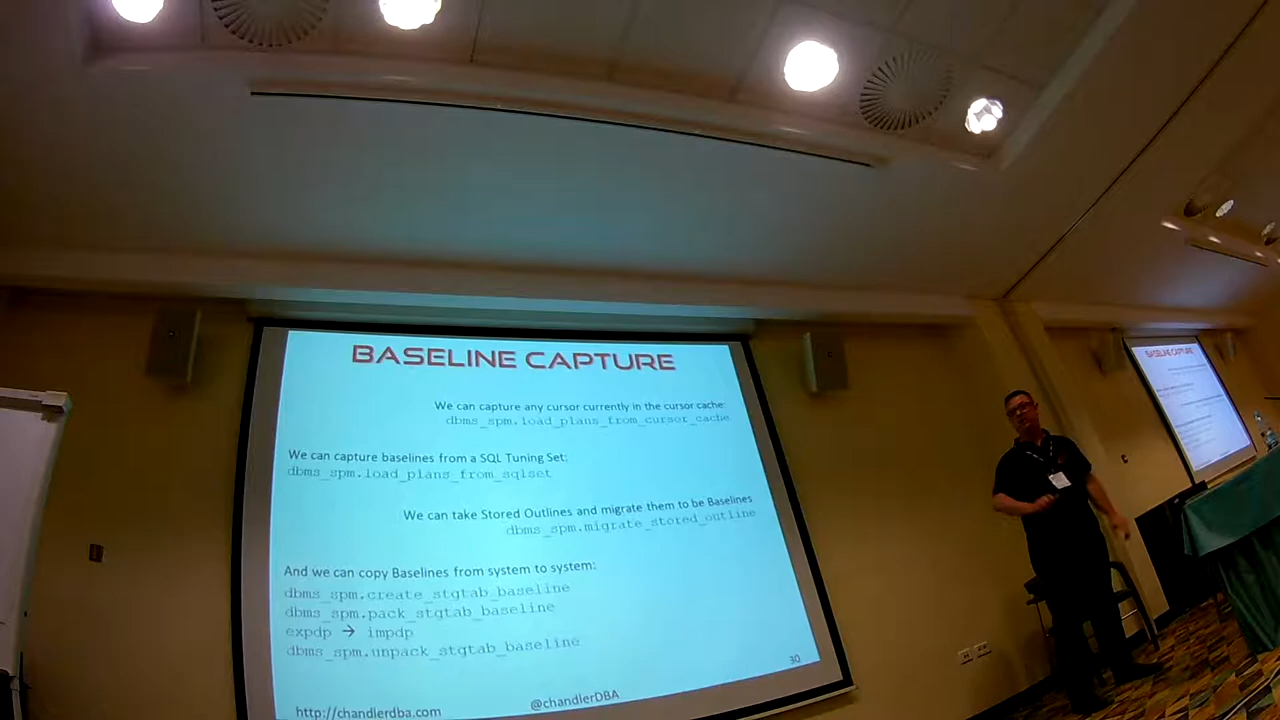 BASELINE CAPTURE
We can capture any cursor currently in the cursor cache:
dbms_spm.load_plans_from_cursor_cache
We can capture baselines from a SQL Tuning Set:
dbms_spm.load_plans_from_sqlset
We can take Stored Outlines and migrate them to be Baselines
dbms_spm.migrate_stored_outline
And we can copy Baselines from system to system:
dbms_spm.create_stgtab_baseline
dbms_spm.pack_stgtab_baseline
expdp → impdp
dbms_spm.unpack_stgtab_baseline
30
http://chandlerdba.com
@chandlerDBA
BASELINE CAPTURE